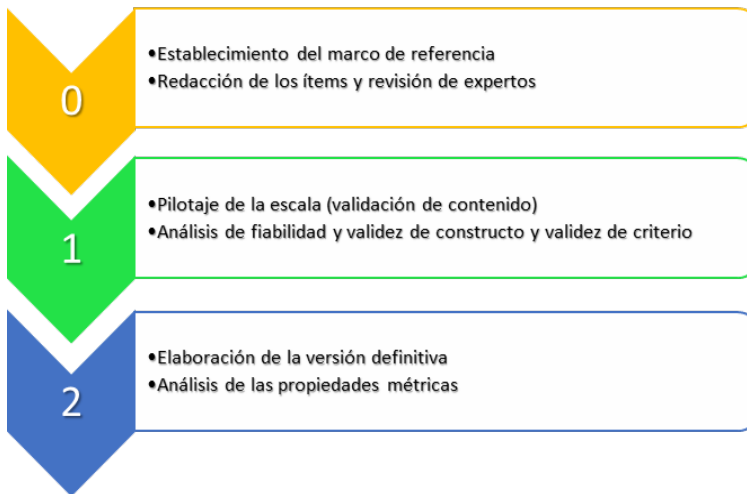 0
•Establecimiento del marco de referencia
•Redacción de los ítems y revisión de expertos
1
•Pilotaje de la escala (validación de contenido)
•Análisis de fiabilidad y validez de constructo y validez de criterio
2
•Elaboración de la versión definitiva
•Análisis de las propiedades métricas